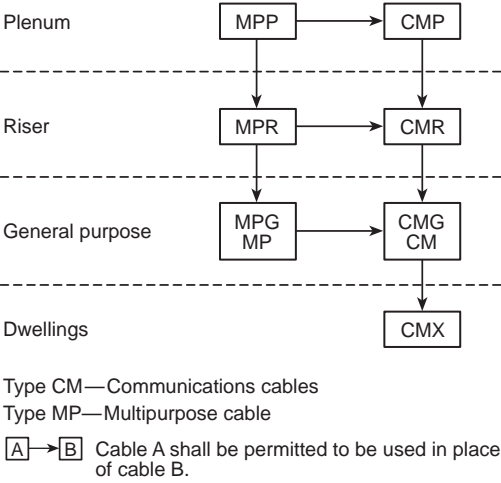 Plenum MPP CMP
Riser MPR CMR
General purpose MPG CMG
MP CM
Dwellings CMX
Type CM—Communications cables
Type MP—Multipurpose cable
A B Cable A shall be permitted to be used in place
of cable B.